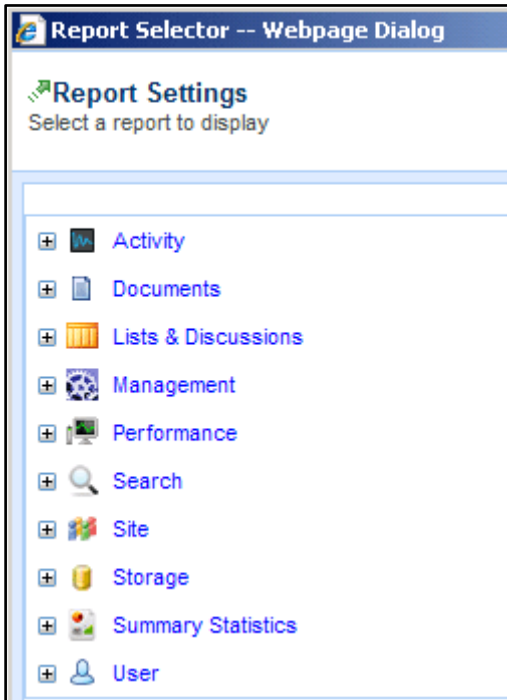 Report Selector -- Webpage Dialog
Report Settings
Select a report to display
Activity
Documents
Lists & Discussions
Management
Performance
Search
Site
Storage
Summary Statistics
User